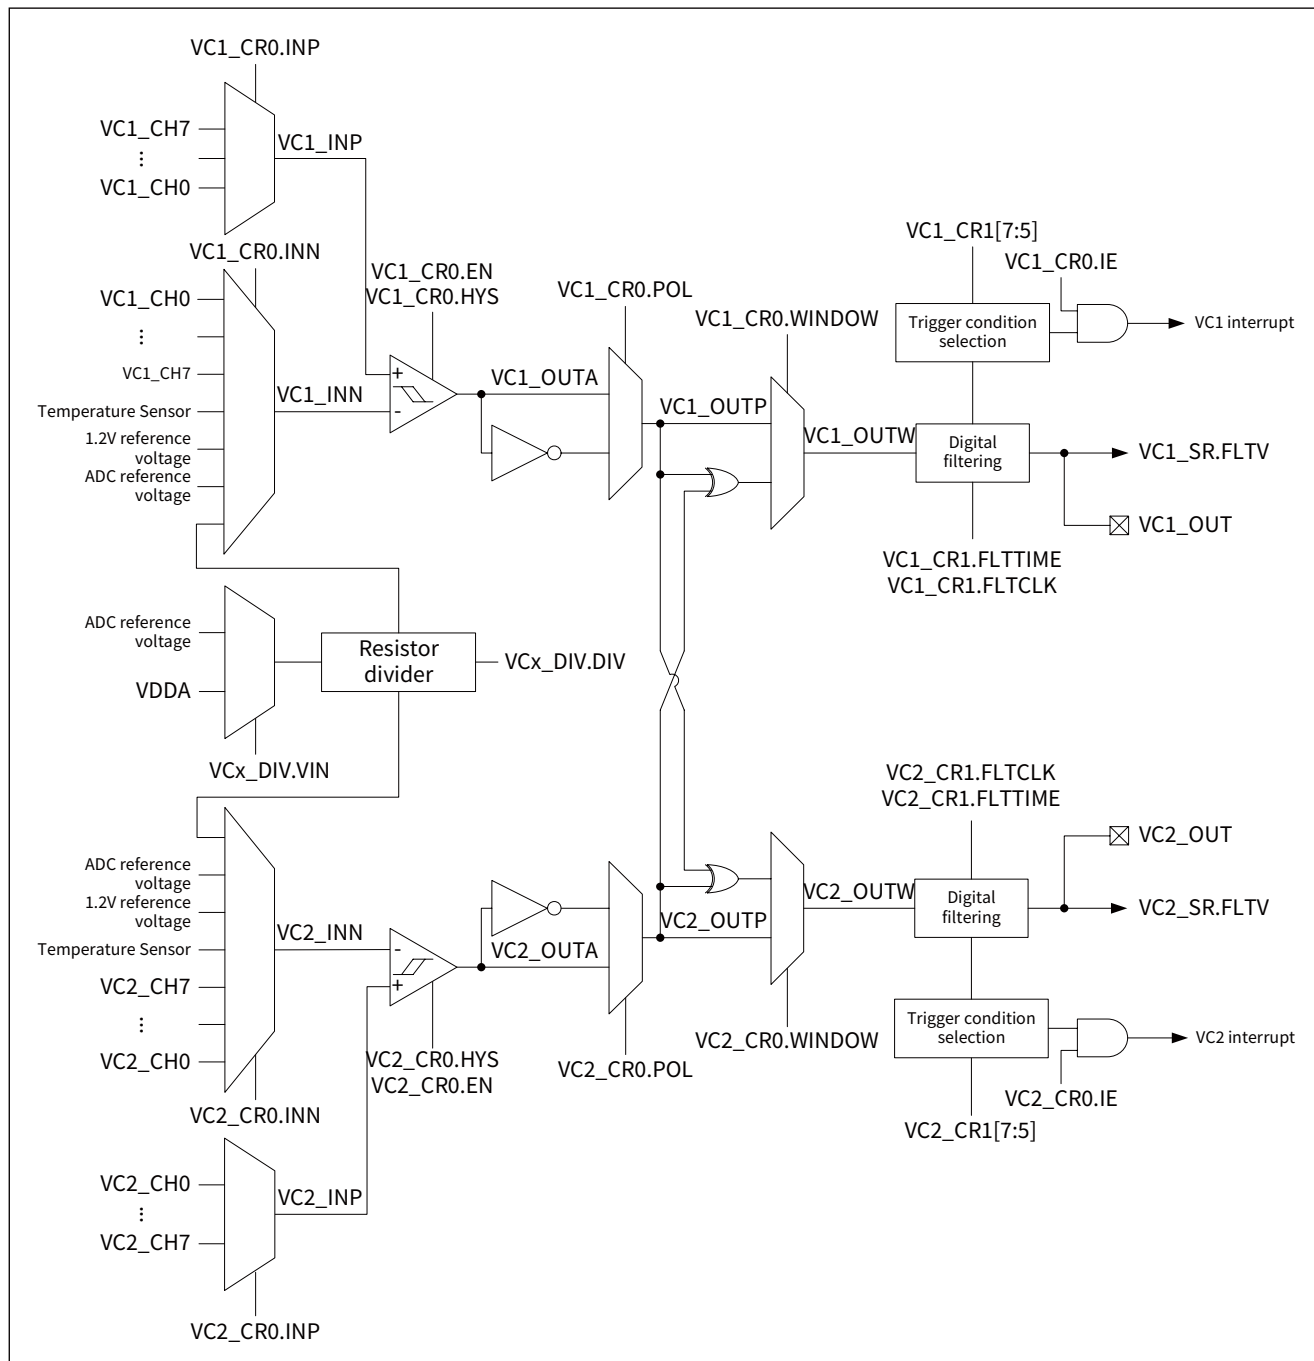 VC1_CR0.INP
VC1_CH7
⋮
VC1_CH0
VC1_INP
VC1_CR0.INN
VC1_CH0
⋮
VC1_CH7
Temperature Sensor
1.2V reference
voltage
ADC reference
voltage
VC1_INN
VC1_CR0.EN
VC1_CR0.HYS
+
-
VC1_OUTA
VC1_CR0.POL
VC1_OUTP
VC1_CR0.WINDOW
VC1_OUTW
VC1_CR1[7:5]
VC1_CR0.IE
Trigger condition
selection
VC1 interrupt
Digital
filtering
VC1_SR.FLTV
VC1_OUT
VC1_CR1.FLTTIME
VC1_CR1.FLTCLK
ADC reference
voltage
VDDA
VCx_DIV.VIN
Resistor
divider
VCx_DIV.DIV
ADC reference
voltage
1.2V reference
voltage
Temperature Sensor
VC2_CH7
⋮
VC2_CH0
VC2_INN
VC2_CR0.INN
-
+
VC2_CR0.HYS
VC2_CR0.EN
VC2_OUTA
VC2_CR0.POL
VC2_OUTP
VC2_CR0.WINDOW
VC2_OUTW
VC2_CR1.FLTCLK
VC2_CR1.FLTTIME
Digital
filtering
VC2_OUT
VC2_SR.FLTV
Trigger condition
selection
VC2 interrupt
VC2_CR0.IE
VC2_CR1[7:5]
VC2_CH0
⋮
VC2_CH7
VC2_INP
VC2_CR0.INP